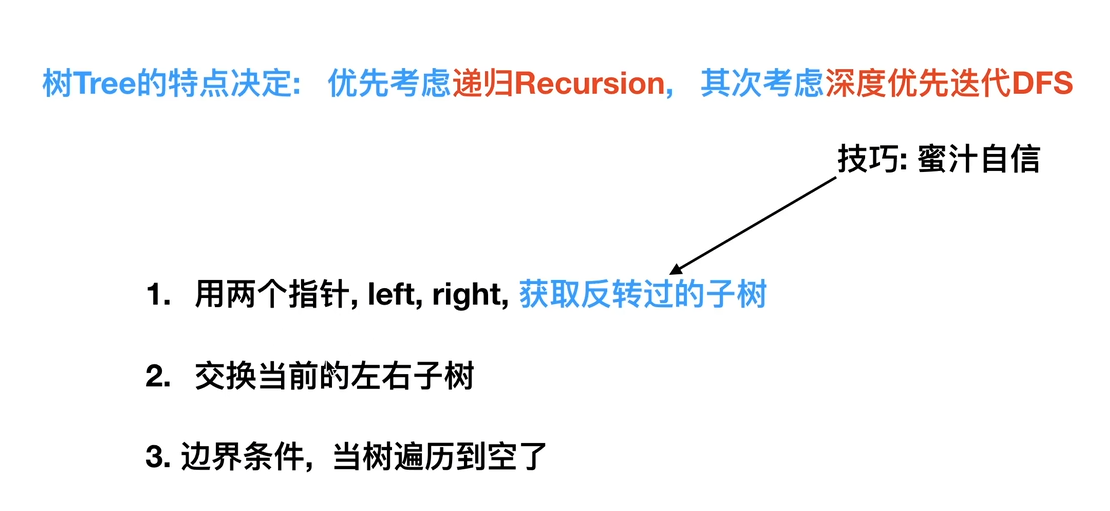 树Tree的特点决定: 优先考虑递归Recursion, 其次考虑深度优先迭代DFS
技巧: 蜜汁自信
1. 用两个指针, left, right, 获取反转过的子树
2. 交换当前的左右子树
3. 边界条件, 当树遍历到空了